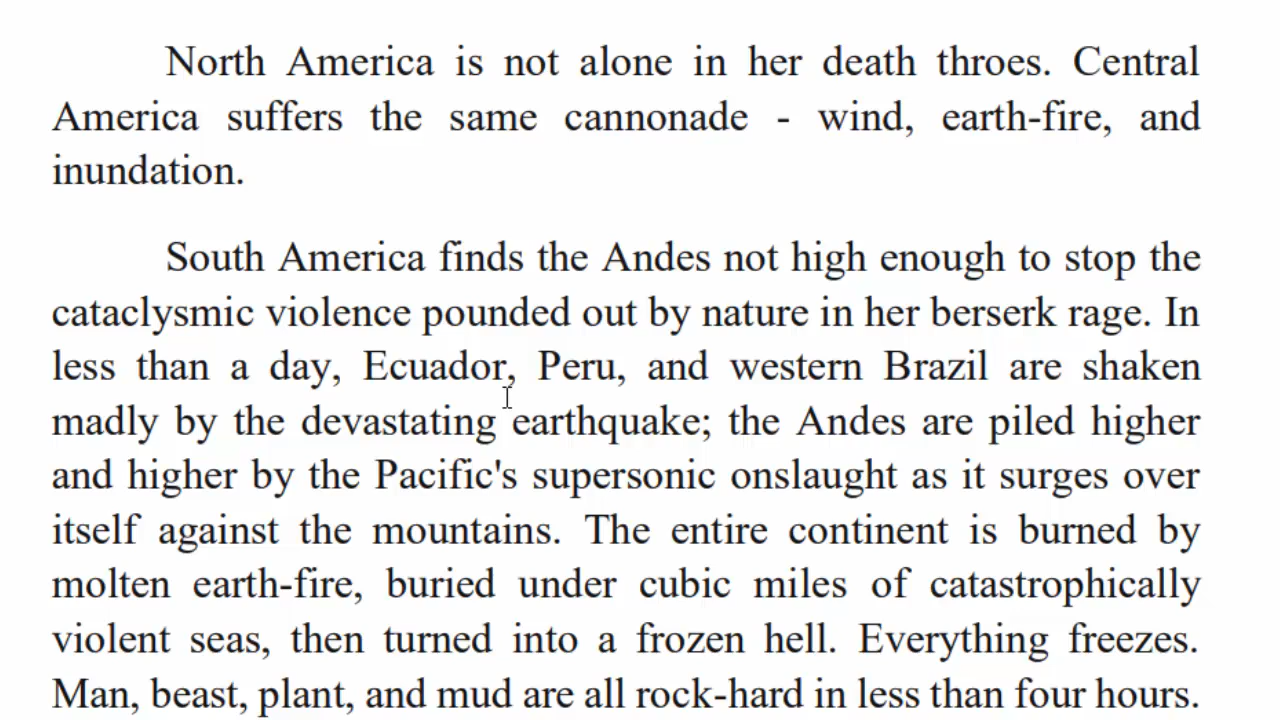 North America is not alone in her death throes. Central
America suffers the same cannonade - wind, earth-fire, and
inundation.
South America finds the Andes not high enough to stop the
cataclysmic violence pounded out by nature in her berserk rage. In
less than a day, Ecuador, Peru, and western Brazil are shaken
madly by the devastating earthquake; the Andes are piled higher
and higher by the Pacific's supersonic onslaught as it surges over
itself against the mountains. The entire continent is burned by
molten earth-fire, buried under cubic miles of catastrophically
violent seas, then turned into a frozen hell. Everything freezes.
Man, beast, plant, and mud are all rock-hard in less than four hours.